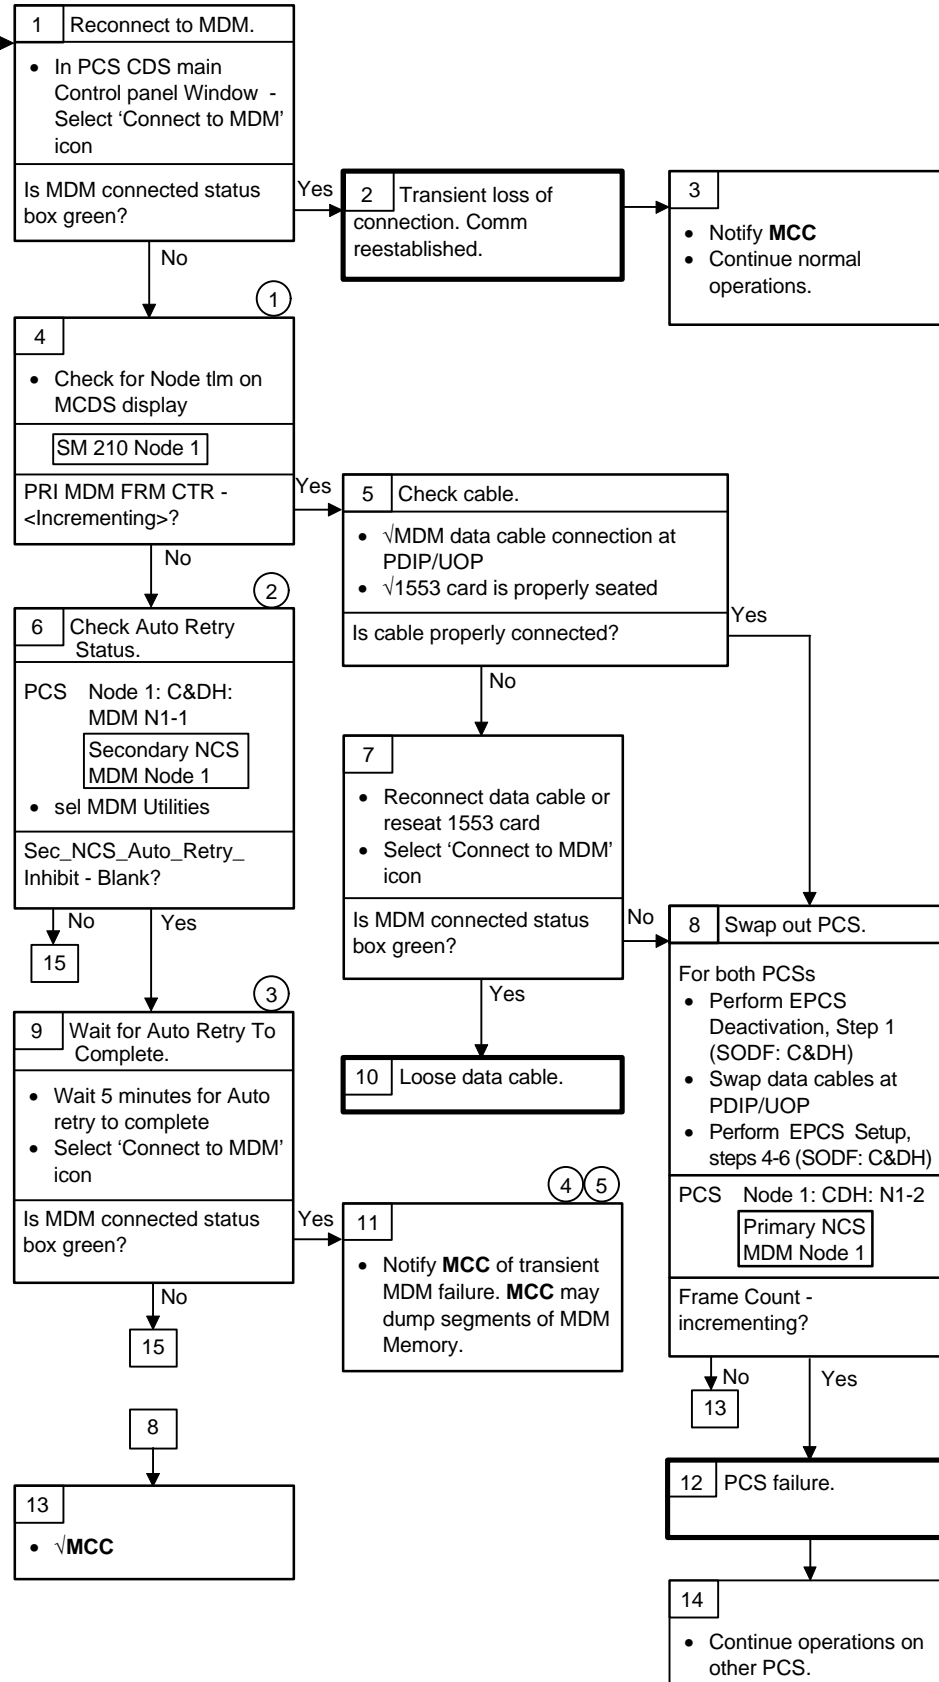 1 Reconnect to MDM.
• In PCS CDS main
Control panel Window -
Select ‘Connect to MDM’
icon
Is MDM connected status
box green?
Yes
No
2 Transient loss of
connection. Comm
reestablished.
3
• Notify MCC
• Continue normal
operations.
1
4
• Check for Node tlm on
MCDS display
SM 210 Node 1
PRI MDM FRM CTR -
<Incrementing>?
Yes
No
5 Check cable.
• √MDM data cable connection at
PDIP/UOP
• √1553 card is properly seated
Is cable properly connected?
Yes
No
2
6 Check Auto Retry
Status.
PCS Node 1: C&DH:
MDM N1-1
Secondary NCS
MDM Node 1
• sel MDM Utilities
Sec_NCS_Auto_Retry_
Inhibit - Blank?
No
Yes
15
7
• Reconnect data cable or
reseat 1553 card
• Select ‘Connect to MDM’
icon
Is MDM connected status
box green?
No
Yes
8 Swap out PCS.
For both PCSs
• Perform EPCS
Deactivation, Step 1
(SODF: C&DH)
• Swap data cables at
PDIP/UOP
• Perform EPCS Setup,
steps 4-6 (SODF: C&DH)
PCS Node 1: CDH: N1-2
Primary NCS
MDM Node 1
Frame Count -
incrementing?
No
Yes
13
3
9 Wait for Auto Retry To
Complete.
• Wait 5 minutes for Auto
retry to complete
• Select ‘Connect to MDM’
icon
Is MDM connected status
box green?
Yes
No
15
10 Loose data cable.
4 5
11
• Notify MCC of transient
MDM failure. MCC may
dump segments of MDM
Memory.
12 PCS failure.
8
13
• √MCC
14
• Continue operations on
other PCS.